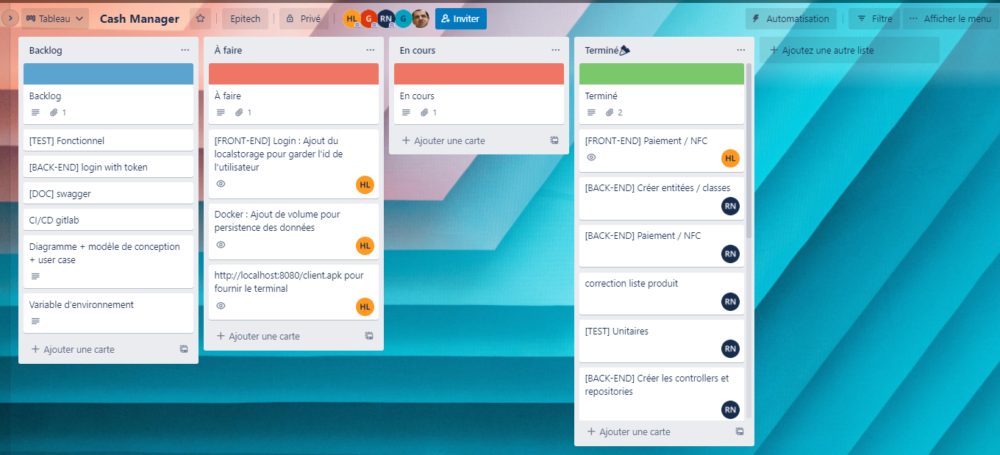 Tableau
Cash Manager
Epitech
Privé
HL
G
RN
G
Inviter
Automatisation
Filtre
Afficher le menu
Backlog
Backlog
1
[TEST] Fonctionnel
[BACK-END] login with token
[DOC] swagger
CI/CD gitlab
Diagramme + modèle de conception
+ user case
Variable d'environnement
Ajouter une carte
À faire
À faire
1
[FRONT-END] Login : Ajout du
localstorage pour garder l'id de
l'utilisateur
HL
Docker : Ajout de volume pour
persistence des données
HL
http://localhost:8080/client.apk pour
fournir le terminal
HL
Ajouter une carte
En cours
En cours
1
Ajouter une carte
Terminé
Terminé
2
[FRONT-END] Paiement / NFC
HL
[BACK-END] Créer entitées / classes
RN
[BACK-END] Paiement / NFC
RN
correction liste produit
RN
[TEST] Unitaires
RN
[BACK-END] Créer les controllers et
repositories
RN
Ajouter une carte
Ajoutez une autre liste